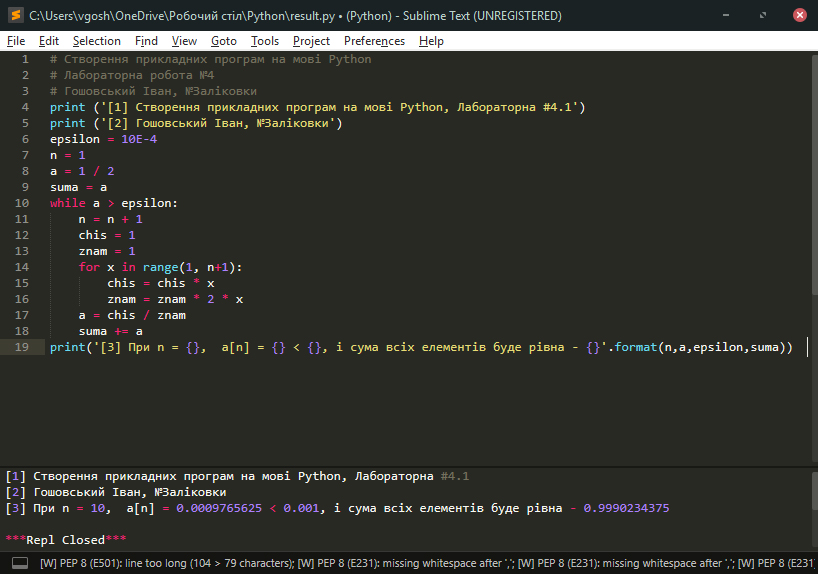 C:\Users\vgosh\OneDrive\Робочий стіл\Python\result.py • (Python) - Sublime Text (UNREGISTERED)
File Edit Selection Find View Goto Tools Project Preferences Help
1 # Створення прикладних програм на мові Python
2 # Лабораторна робота №4
3 # Гошовський Іван, №Заліковки
4 print ('[1] Створення прикладних програм на мові Python, Лабораторна #4.1')
5 print ('[2] Гошовський Іван, №Заліковки')
6 epsilon = 10E-4
7 n = 1
8 a = 1 / 2
9 suma = a
10 while a > epsilon:
11     n = n + 1
12     chis = 1
13     znam = 1
14     for x in range(1, n+1):
15         chis = chis * x
16         znam = znam * 2 * x
17     a = chis / znam
18     suma += a
19 print('[3] При n = {},  a[n] = {} < {}, і сума всіх елементів буде рівна - {}'.format(n,a,epsilon,suma))
[1] Створення прикладних програм на мові Python, Лабораторна #4.1
[2] Гошовський Іван, №Заліковки
[3] При n = 10,  a[n] = 0.0009765625 < 0.001, і сума всіх елементів буде рівна - 0.9990234375
***Repl Closed***
[W] PEP 8 (E501): line too long (104 > 79 characters); [W] PEP 8 (E231): missing whitespace after ','; [W] PEP 8 (E231): missing whitespace after ','; [W] PEP 8 (E231)